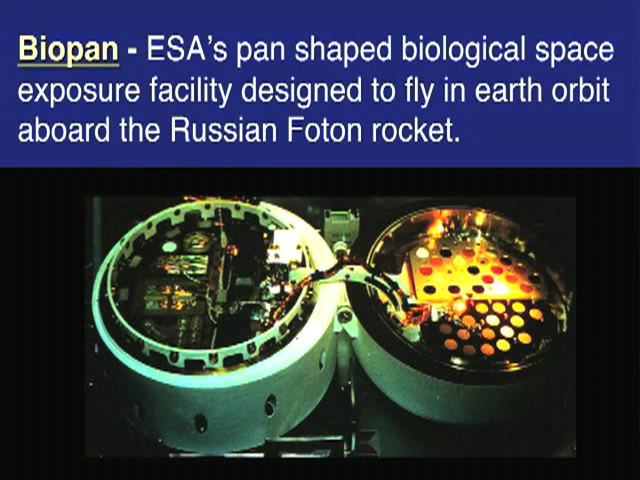 Biopan - ESA's pan shaped biological space
exposure facility designed to fly in earth orbit
aboard the Russian Foton rocket.